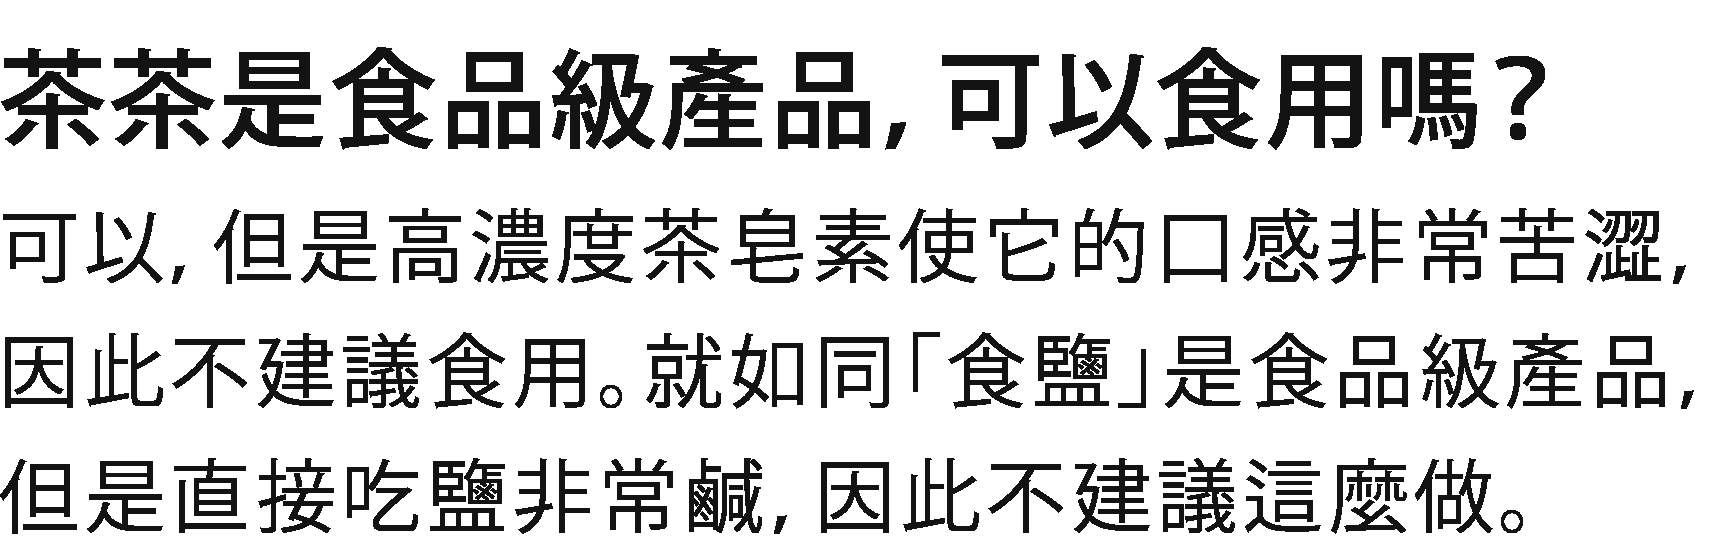 茶茶是食品級產品，可以食用嗎？
可以，但是高濃度茶皂素使它的口感非常苦澀，
因此不建議食用。就如同「食鹽」是食品級產品，
但是直接吃鹽非常鹹，因此不建議這麼做。